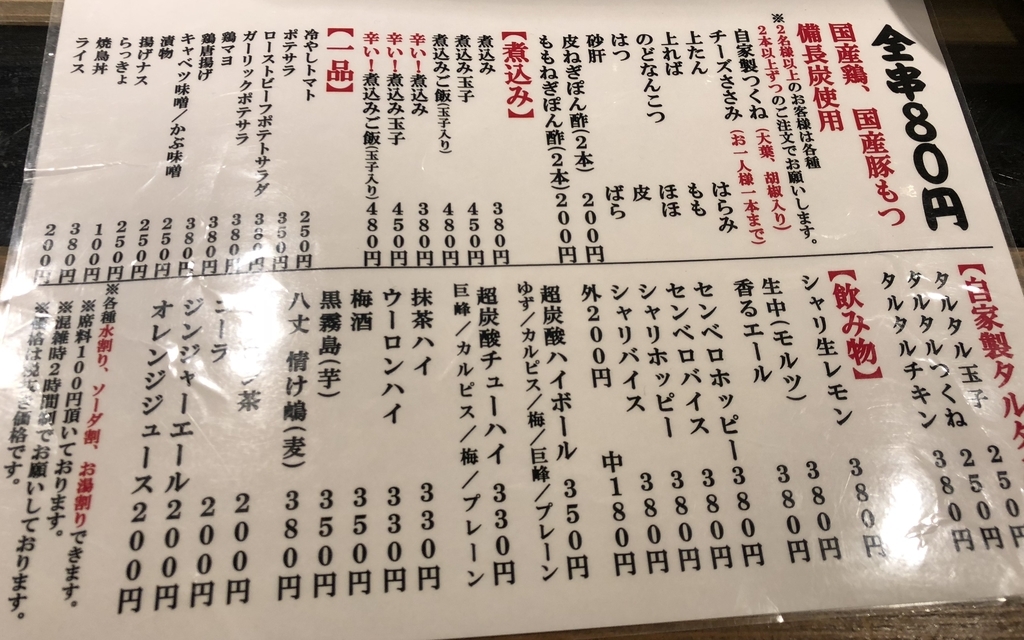 全串80円
国産鶏、国産豚もつ
備長炭使用
※2名様以上のお客様は各種
2本以上ずつのご注文でお願いします。
自家製つくね(大葉、胡椒入り)
(お一人様一本まで)
チーズささみ はらみ
上たん もも
上ればー ほほ
のどなんこつ 皮
はつ ばら
砂肝 200円
皮ねぎぽん酢(2本)200円
ももねぎぽん酢(2本)200円
【煮込み】
煮込み 380円
煮込み玉子 450円
煮込みご飯(玉子入り) 480円
辛い!煮込み 380円
辛い!煮込み玉子 450円
辛い!煮込みご飯(玉子入り)480円
【一品】
冷やしトマト 250円
ポテサラ 350円
ローストビーフポテトサラダ 380円
ガーリックポテサラ 380円
鶏マヨ 380円
鶏唐揚げ 380円
キャベツ味噌/かぶ味噌 250円
漬物 250円
揚げナス 250円
らっきょ 100円
焼鳥丼 380円
ライス 200円
【自家製タルタ
タルタル玉子 250円
タルタルつくね 250円
タルタルチキン 380円
【飲み物】
シャリ生レモン 380円
生中(モルツ) 380円
香るエール 380円
センベロホッピー 380円
センベロバイス 380円
シャリホッピー 380円
シャリバイス 380円
外200円 中180円
超炭酸ハイボール 350円
ゆず/カルピス/梅/巨峰/プレーン
超炭酸チューハイ 330円
巨峰/カルピス/梅/プレーン
抹茶ハイ 330円
ウーロンハイ 330円
梅酒 350円
黒霧島(芋) 350円
八丈 情け嶋(麦) 380円
茶 200円
コーラ 200円
ジンジャーエール 200円
オレンジジュース 200円
※各種水割り、ソーダ割、お湯割りできます。
※席料100円頂いております。
※混雑時2時間制でお願いしております。
※価格は税抜き価格です。